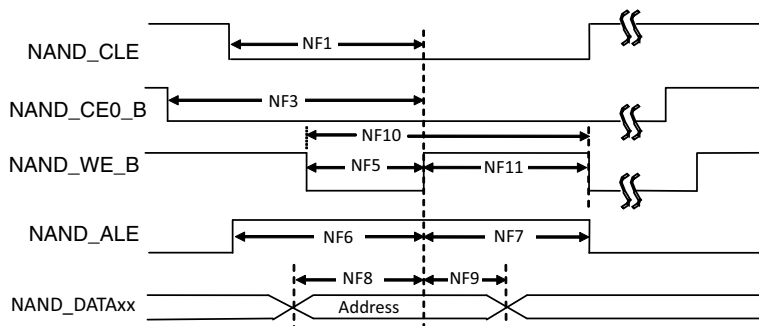 NAND_CLE
NF1
NAND_CE0_B
NF3
NF10
NAND_WE_B
NF5
NF11
NAND_ALE
NF6
NF7
NF8
NF9
NAND_DATAxx
Address